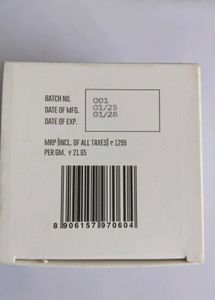 BATCH NO. 001
DATE OF MFG. 01/25
DATE OF EXP. 01/28
MRP (INCL. OF ALL TAXES) ₹ 1299
PER GM. ₹ 21.65
8 906157 970604